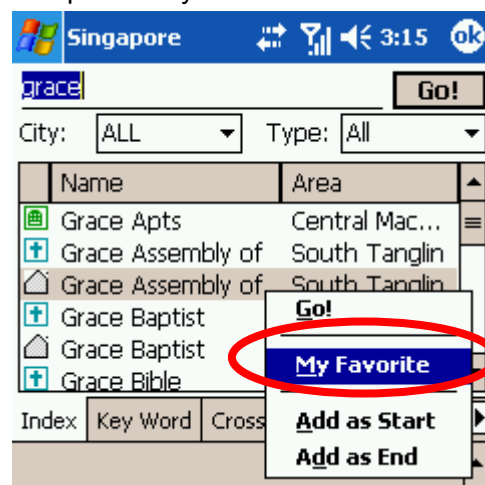 Singapore 3:15 ok
grace Go!
City: ALL Type: All
Name Area
Grace Apts Central Mac...
Grace Assembly of South Tanglin
Grace Assembly of South Tanglin
Go!
Grace Baptist
My Favorite
Grace Baptist
Grace Bible
Index Key Word Cross
Add as Start
Add as End